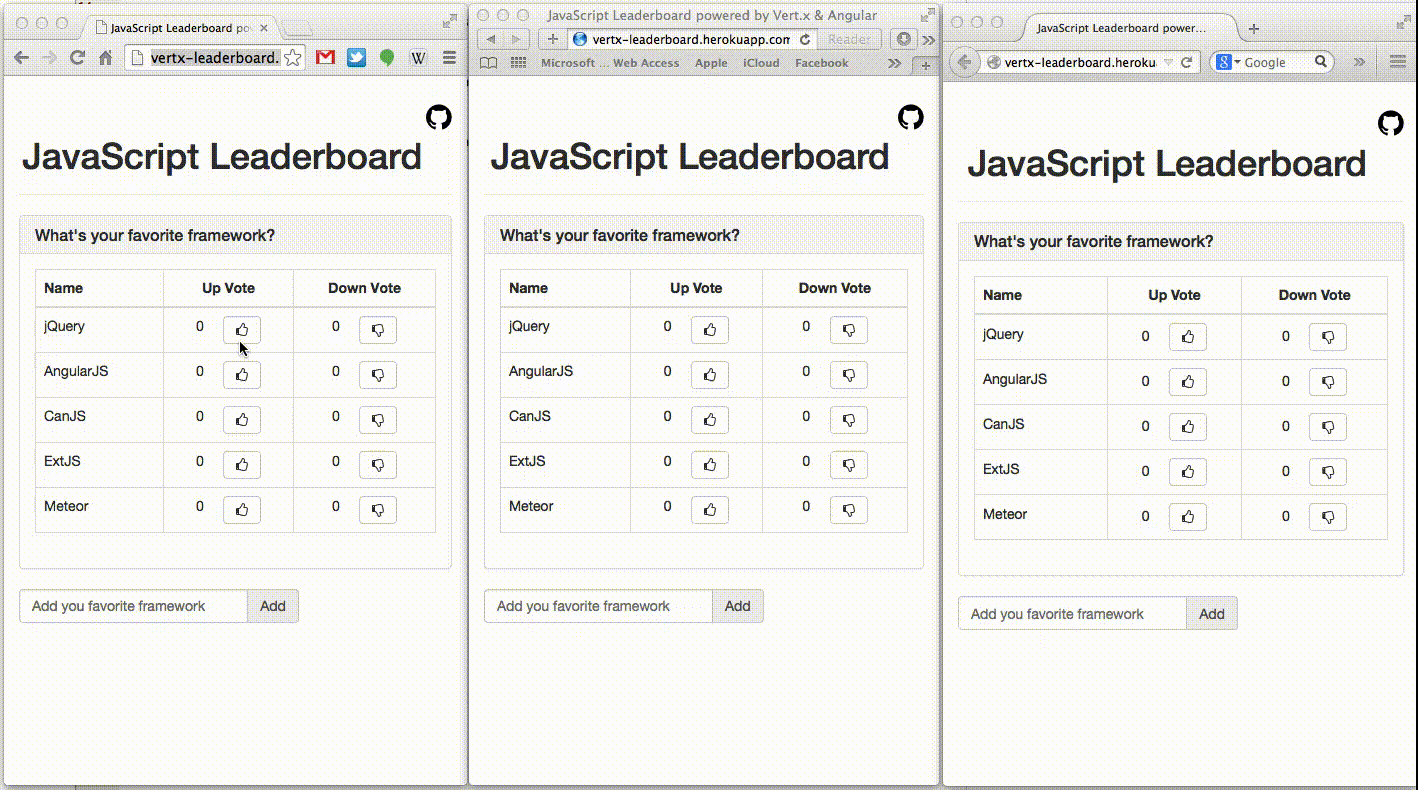 JavaScript Leaderboard po
vertx-leaderboard.
W
JavaScript Leaderboard
What's your favorite framework?
Name Up Vote Down Vote
jQuery 0 0
AngularJS 0 0
CanJS 0 0
ExtJS 0 0
Meteor 0 0
Add you favorite framework Add
JavaScript Leaderboard powered by Vert.x & Angular
vertx-leaderboard.herokuapp.com Reader
Microsoft ... Web Access Apple iCloud Facebook
JavaScript Leaderboard
What's your favorite framework?
Name Up Vote Down Vote
jQuery 0 0
AngularJS 0 0
CanJS 0 0
ExtJS 0 0
Meteor 0 0
Add you favorite framework Add
JavaScript Leaderboard power...
vertx-leaderboard.heroku Google
JavaScript Leaderboard
What's your favorite framework?
Name Up Vote Down Vote
jQuery 0 0
AngularJS 0 0
CanJS 0 0
ExtJS 0 0
Meteor 0 0
Add you favorite framework Add